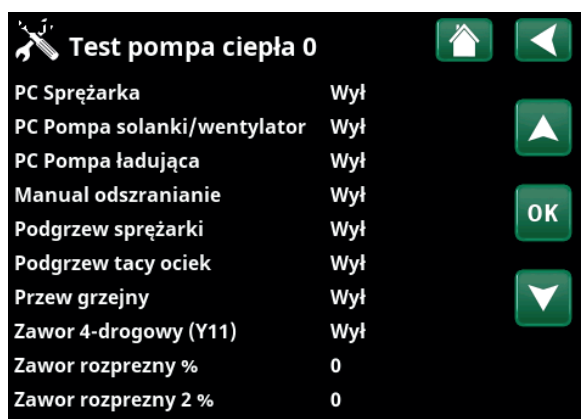 Test pompa ciepła 0
PC Sprężarka Wył
PC Pompa solanki/wentylator Wył
PC Pompa ładująca Wył
Manual odszranianie Wył
Podgrzew sprężarki Wył
OK
Podgrzew tacy ociek Wył
Przew grzejny Wył
Zawor 4-drogowy (Y11) Wył
Zawor rozprezny % 0
Zawor rozprezny 2 % 0